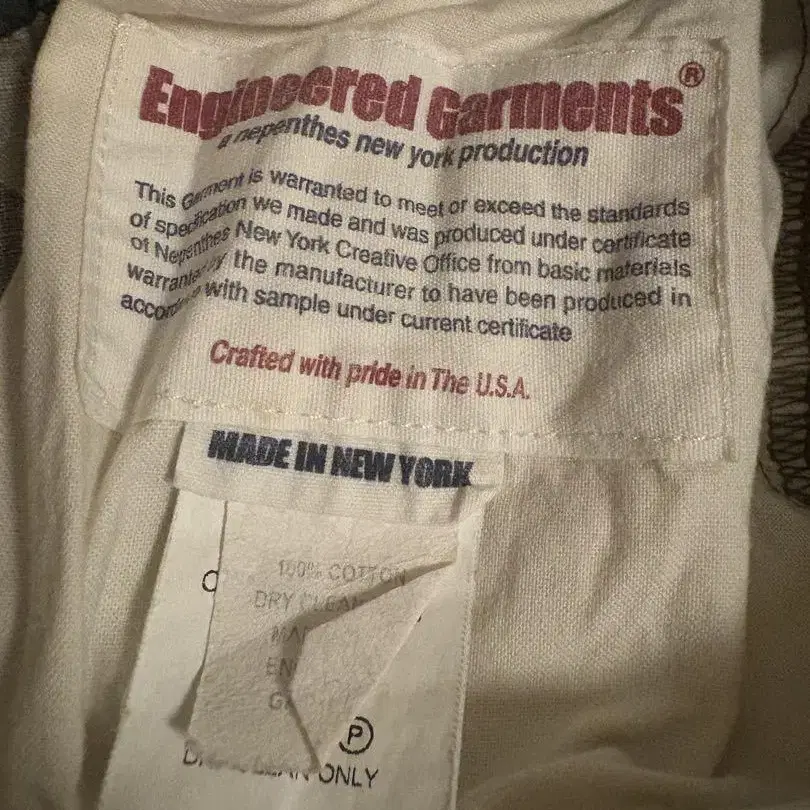 Engineered Garments®
a nepenthes new york production
This Garment is warranted to meet or exceed the standards
of specification we made and was produced under certificate
of Nepenthes New York Creative Office from basic materials
by the manufacturer to have been produced in
with sample under current certificate
Crafted with pride in The U.S.A.
MADE IN NEW YORK
100% COTTON
DRY CLEAN
P
ONLY